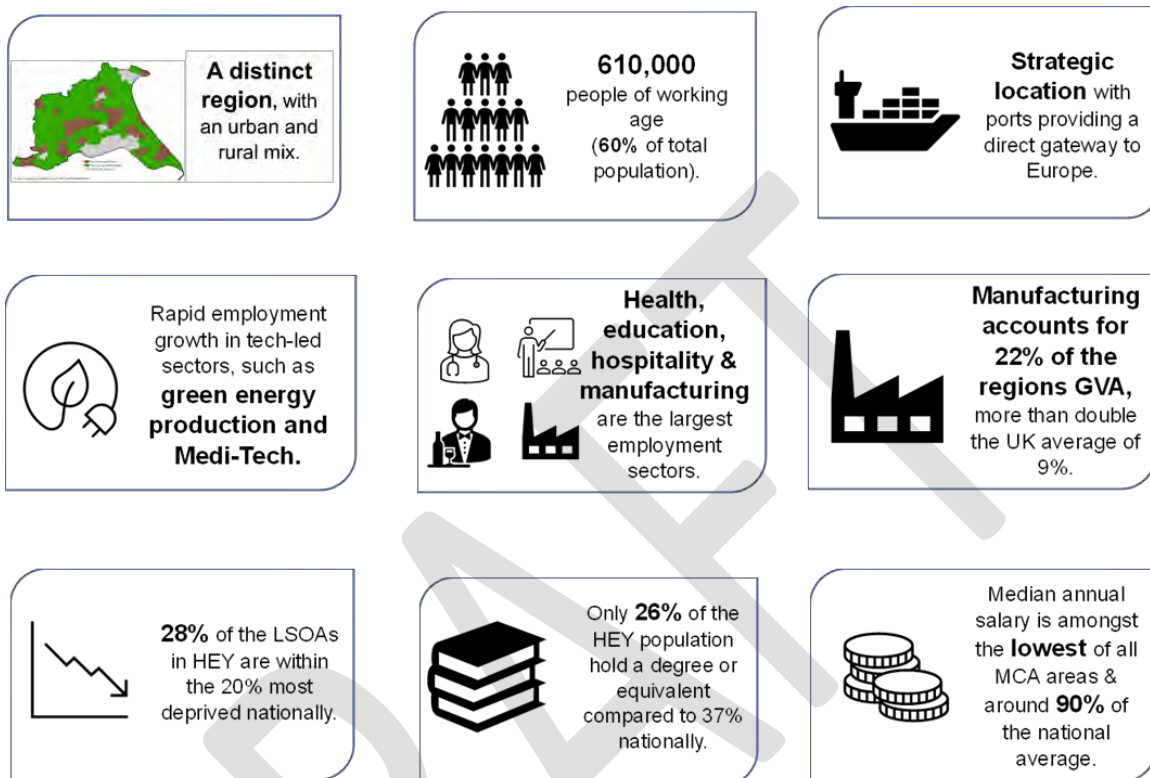 A distinct
region, with
an urban and
rural mix.
610,000
people of working
age
(60% of total
population).
Strategic
location with
ports providing a
direct gateway to
Europe.
Rapid employment
growth in tech-led
sectors, such as
green energy
production and
Medi-Tech.
Health,
education,
hospitality &
manufacturing
are the largest
employment
sectors.
Manufacturing
accounts for
22% of the
regions GVA,
more than double
the UK average of
9%.
28% of the LSOAs
in HEY are within
the 20% most
deprived nationally.
Only 26% of the
HEY population
hold a degree or
equivalent
compared to 37%
nationally.
Median annual
salary is amongst
the lowest of all
MCA areas &
around 90% of
the national
average.
DRAFT